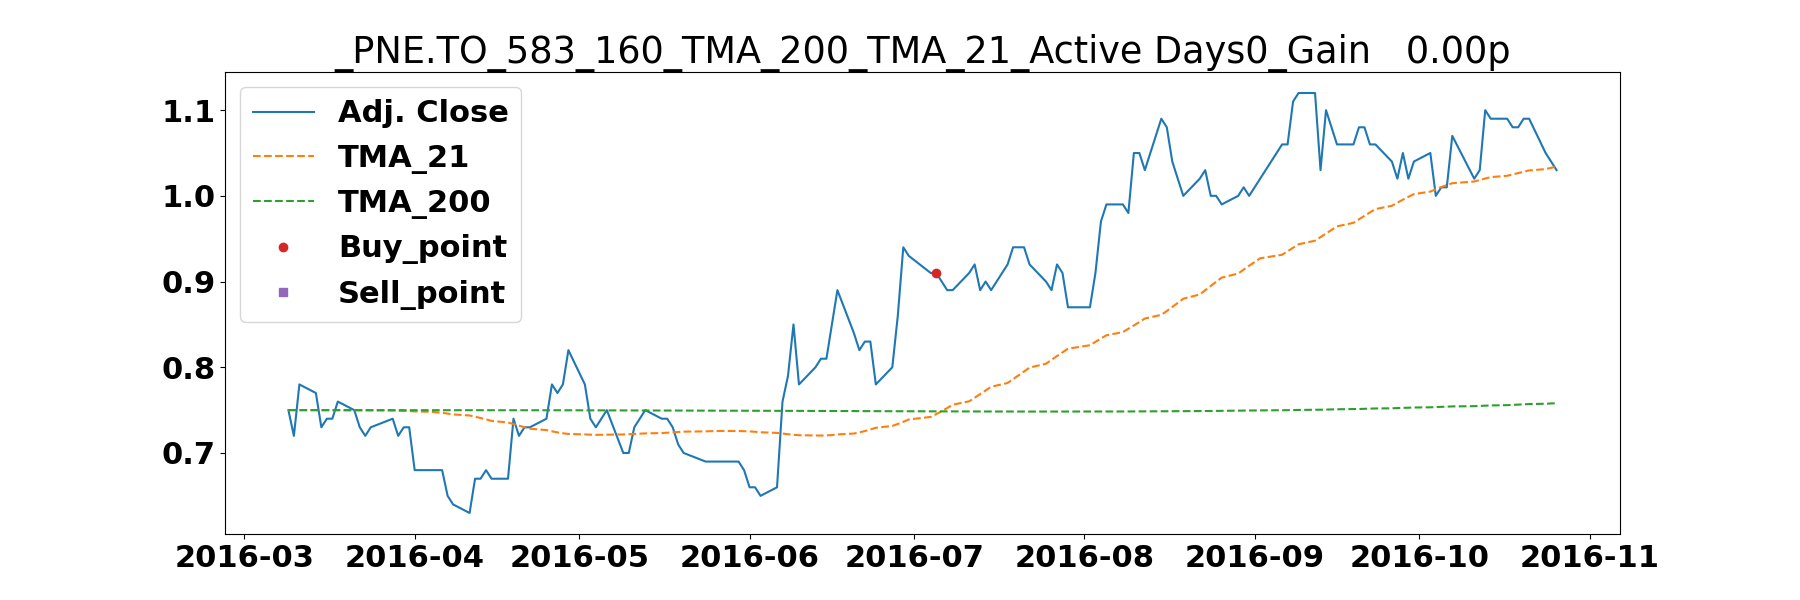 _PNE.TO_583_160_TMA_200_TMA_21_Active Days0_Gain   0.00p
Adj. Close
TMA_21
TMA_200
Buy_point
Sell_point
1.1
1.0
0.9
0.8
0.7
2016-03 2016-04 2016-05 2016-06 2016-07 2016-08 2016-09 2016-10 2016-11